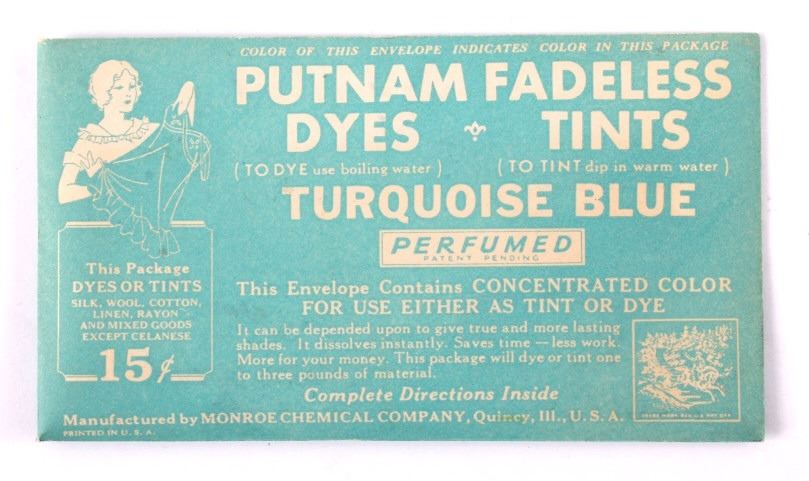 COLOR OF THIS ENVELOPE INDICATES COLOR IN THIS PACKAGE
PUTNAM FADELESS
DYES TINTS
(TO DYE use boiling water) (TO TINT dip in warm water)
TURQUOISE BLUE
PERFUMED
PATENT PENDING
This Package
DYES OR TINTS
SILK, WOOL, COTTON,
LINEN, RAYON
AND MIXED GOODS
EXCEPT CELANESE
15¢
This Envelope Contains CONCENTRATED COLOR
FOR USE EITHER AS TINT OR DYE
It can be depended upon to give true and more lasting
shades. It dissolves instantly. Saves time — less work.
More for your money. This package will dye or tint one
to three pounds of material.
Complete Directions Inside
TRADE MARK REG. U.S. PAT. OFF.
Manufactured by MONROE CHEMICAL COMPANY, Quincy, Ill., U.S.A.
PRINTED IN U.S.A.